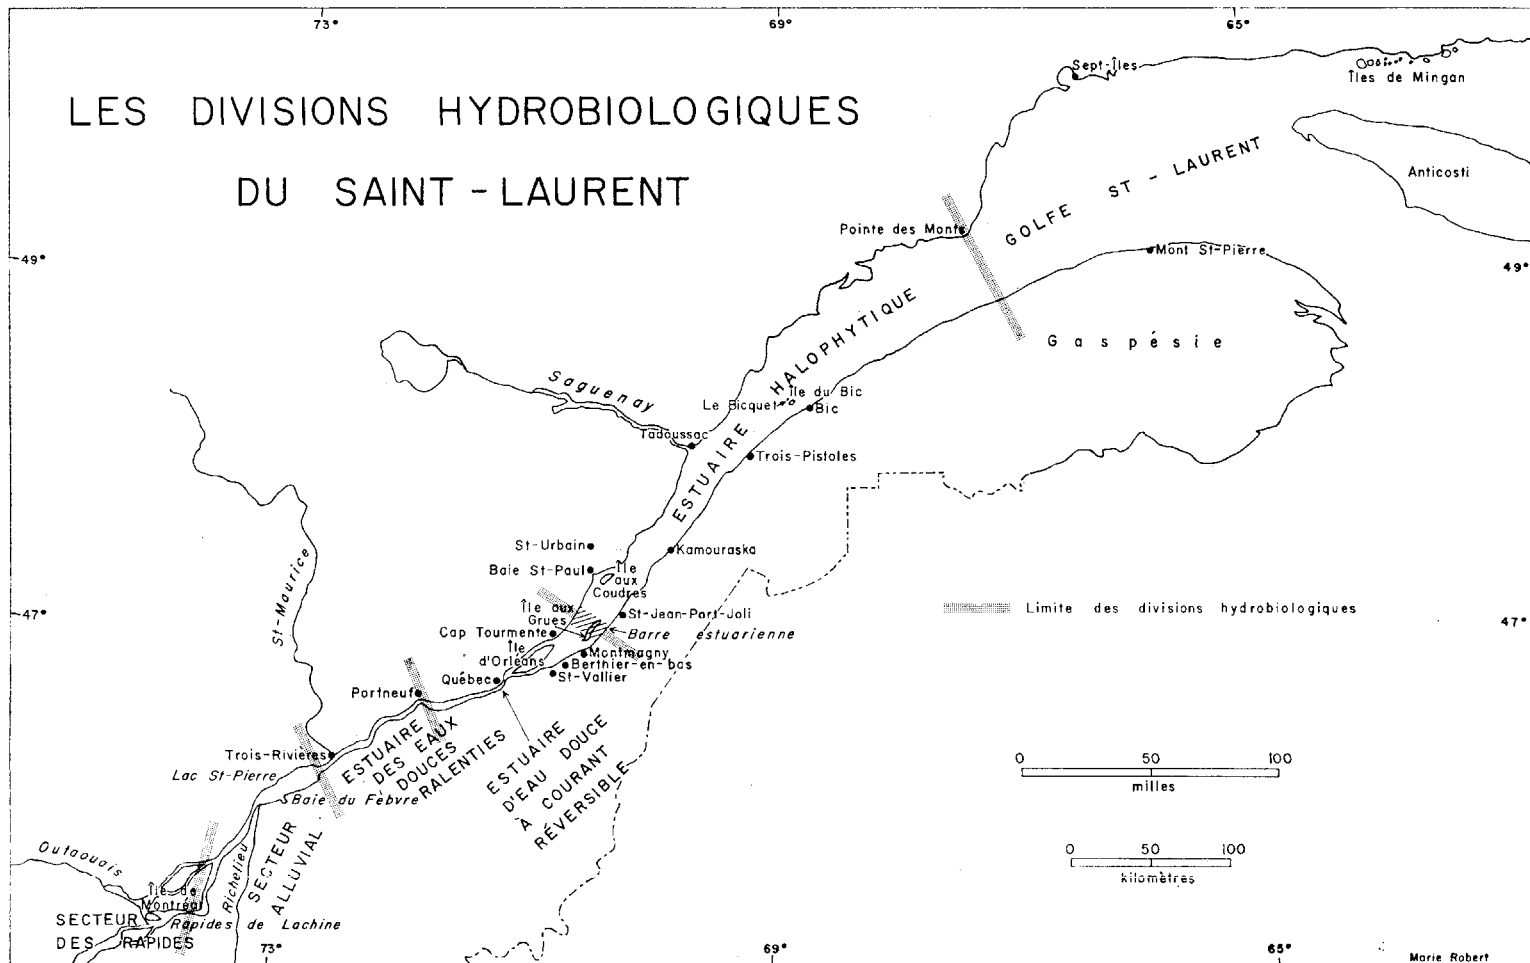 73°
69°
65°
LES DIVISIONS HYDROBIOLOGIQUES
DU SAINT - LAURENT
Sept-Îles
Îles de Mingan
Anticosti
GOLFE ST - LAURENT
Pointe des Mont
Mont St-Pierre
49°
49°
Gaspésie
ESTUAIRE HALOPHYTIQUE
Saguenay
Île du Bic
Le Bicquet
Bic
Tadoussac
Trois-Pistoles
St-Urbain
Kamouraska
Baie St-Paul
Île
aux
Coudres
St-Maurice
47°
Île aux
Grues
St-Jean-Port-Joli
Limite des divisions hydrobiologiques
47°
Cap Tourmente
Barre estuarienne
Île
d'Orléans
Montmagny
Berthier-en-bas
St-Vallier
Québec
Portneuf
Trois-Rivières
ESTUAIRE
DES EAUX
DOUCES
RALENTIES
ESTUAIRE
D'EAU DOUCE
À COURANT
RÉVERSIBLE
Lac St-Pierre
Baie du Febvre
0 50 100
milles
SECTEUR
ALLUVIAL
Richelieu
Outaouais
0 50 100
kilomètres
Île de
Montréal
Rapides de Lachine
SECTEUR
DES RAPIDES
73°
69°
65°
Marie Robert